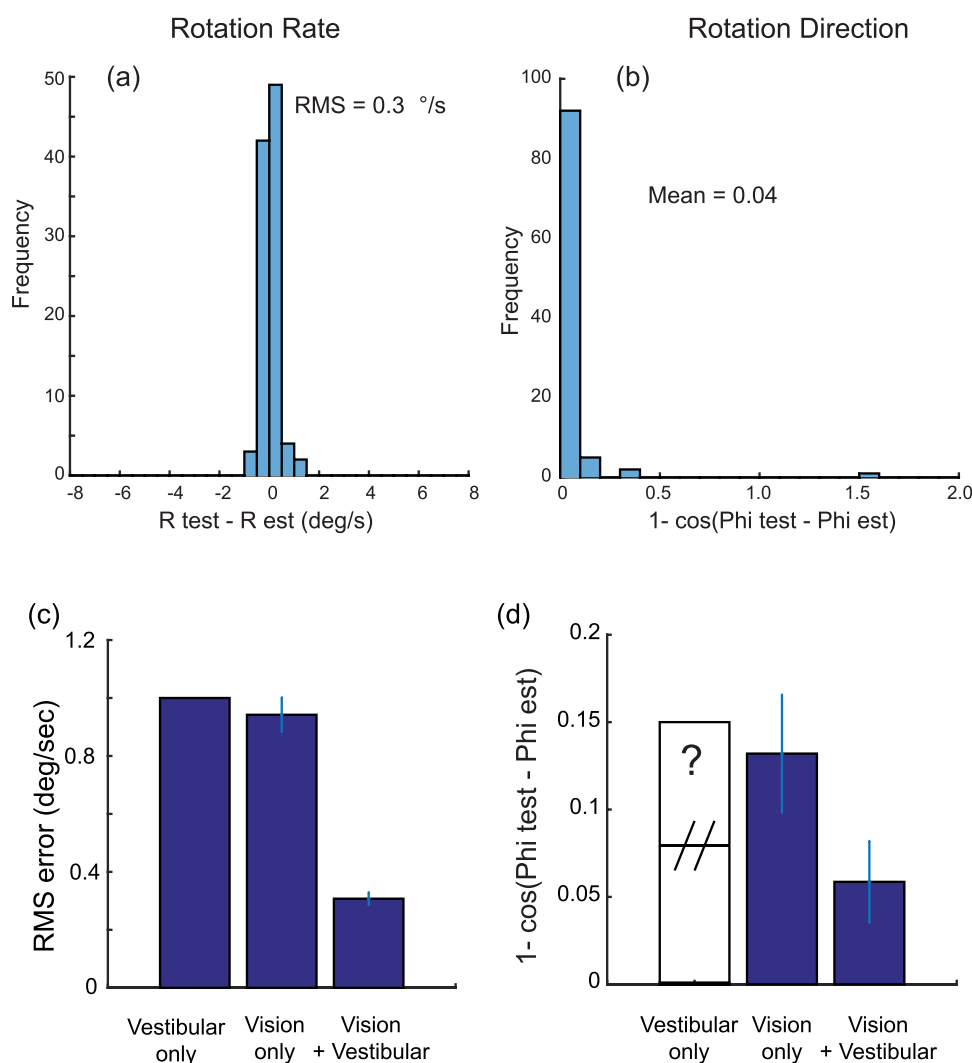 Rotation Rate
Rotation Direction
(a)
RMS = 0.3 °/s
50
40
30
20
10
0
Frequency
-8 -6 -4 -2 0 2 4 6 8
R test - R est (deg/s)
(b)
Mean = 0.04
100
80
60
40
20
0
Frequency
0 0.5 1.0 1.5 2.0
1- cos(Phi test - Phi est)
(c)
1.2
0.8
0.4
0
RMS error (deg/sec)
Vestibular only
Vision only
Vision + Vestibular
(d)
0.2
0.15
0.1
0.05
0
1- cos(Phi test - Phi est)
?
Vestibular only
Vision only
Vision + Vestibular